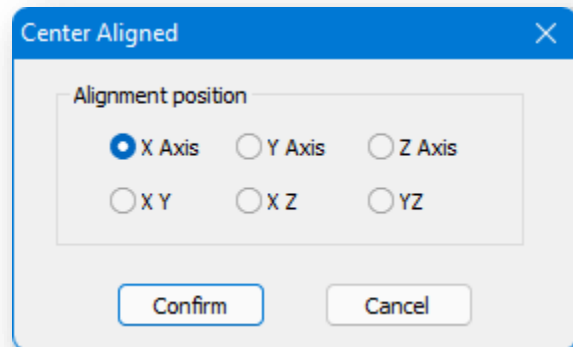 Center Aligned
Alignment position
X Axis Y Axis Z Axis
X Y X Z YZ
Confirm Cancel